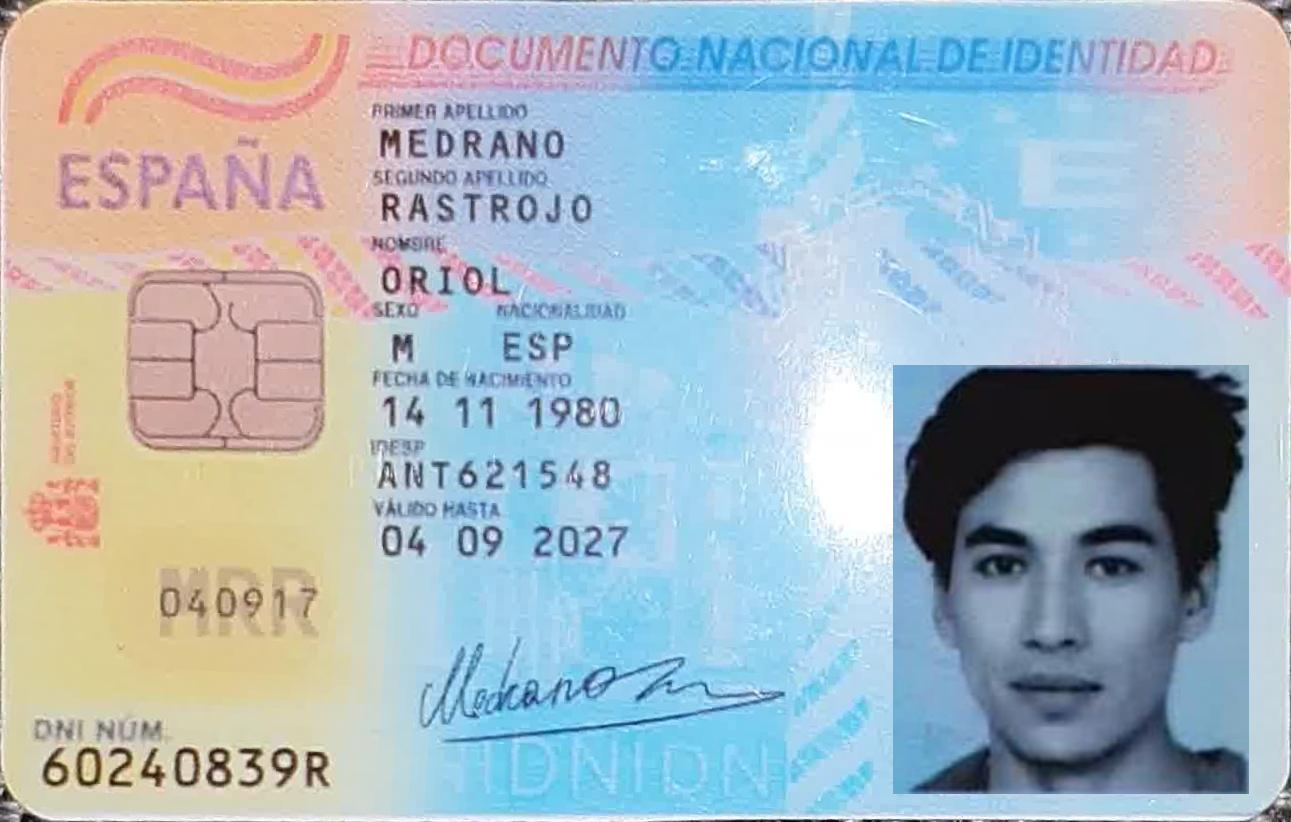 DOCUMENTO NACIONAL DE IDENTIDAD
ESPAÑA
PRIMER APELLIDO
MEDRANO
SEGUNDO APELLIDO
RASTROJO
NOMBRE
ORIOL
SEXO NACIONALIDAD
M ESP
FECHA DE NACIMIENTO
14 11 1980
IDESP
ANT621548
VÁLIDO HASTA
04 09 2027
MRR
040917
Medrano
DNI NÚM.
60240839R
IDNIDN